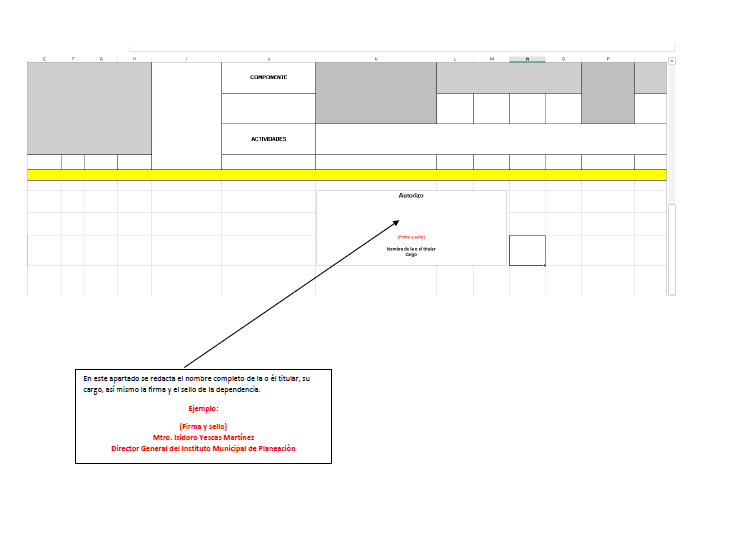 E F G H I J K L M N O P
COMPONENTE
ACTIVIDADES
Autorizo
(Firma y sello)
Nombre de la o el titular
Cargo
En este apartado se redacta el nombre completo de la o él titular, su
cargo, así mismo la firma y el sello de la dependencia.
Ejemplo:
(Firma y sello)
Mtro. Isidoro Yescas Martínez
Director General del Instituto Municipal de Planeación